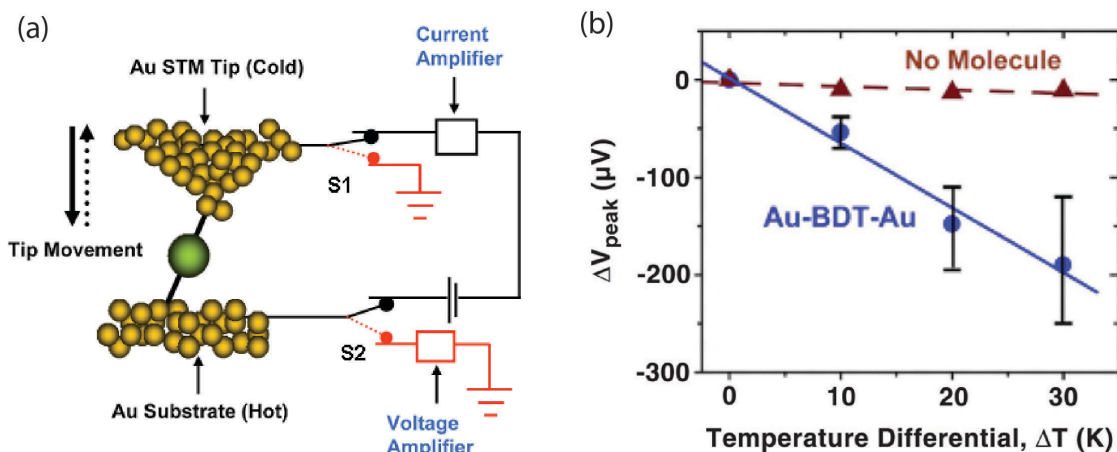 (a)
Current
Amplifier
Au STM Tip (Cold)
S1
Tip Movement
S2
Au Substrate (Hot)
Voltage
Amplifier
(b)
No Molecule
Au-BDT-Au
0
-100
-200
-300
ΔVpeak (µV)
0 10 20 30
Temperature Differential, ΔT (K)